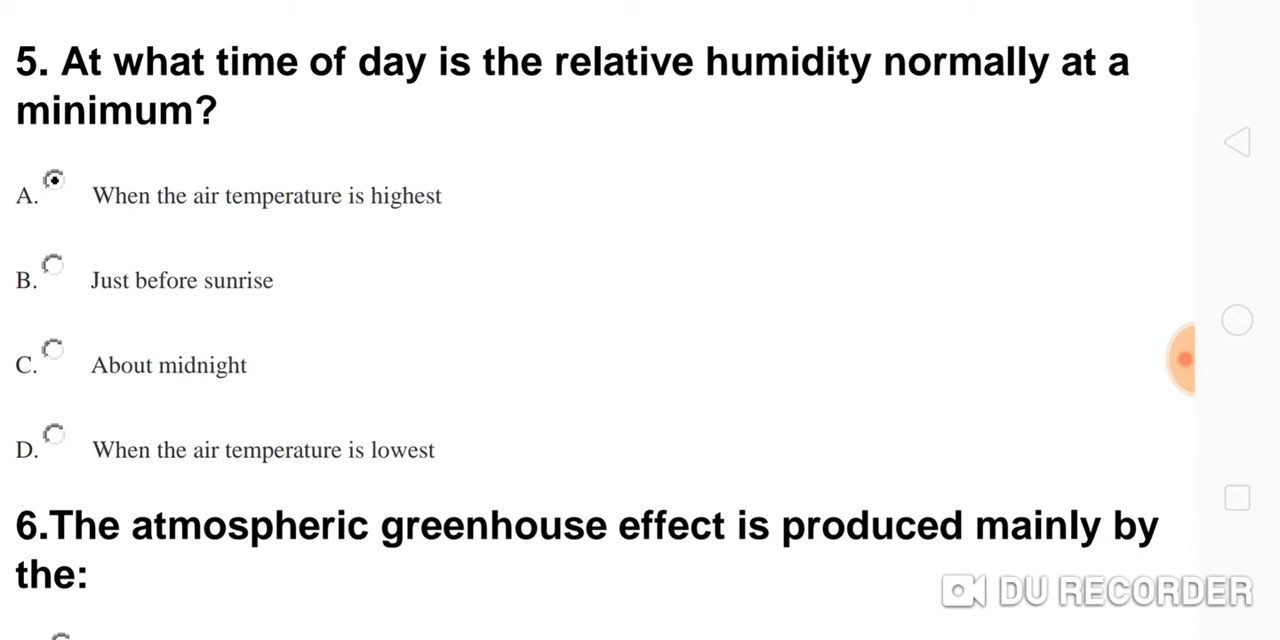 5. At what time of day is the relative humidity normally at a
minimum?
A. When the air temperature is highest
B. Just before sunrise
C. About midnight
D. When the air temperature is lowest
6.The atmospheric greenhouse effect is produced mainly by
the:
DU RECORDER